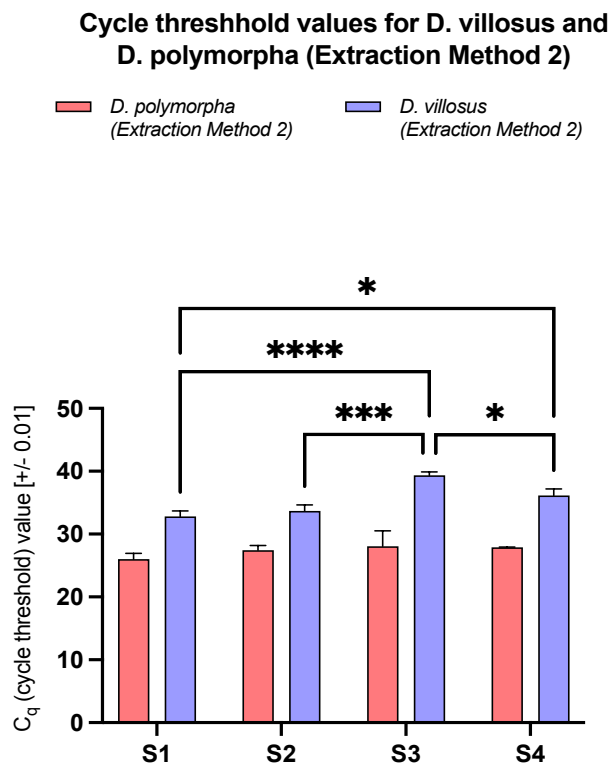 Cycle threshhold values for D. villosus and
D. polymorpha (Extraction Method 2)
D. polymorpha
(Extraction Method 2)
D. villosus
(Extraction Method 2)
*
****
***
*
Cq (cycle threshold) value [+/- 0.01]
50
40
30
20
10
0
S1 S2 S3 S4